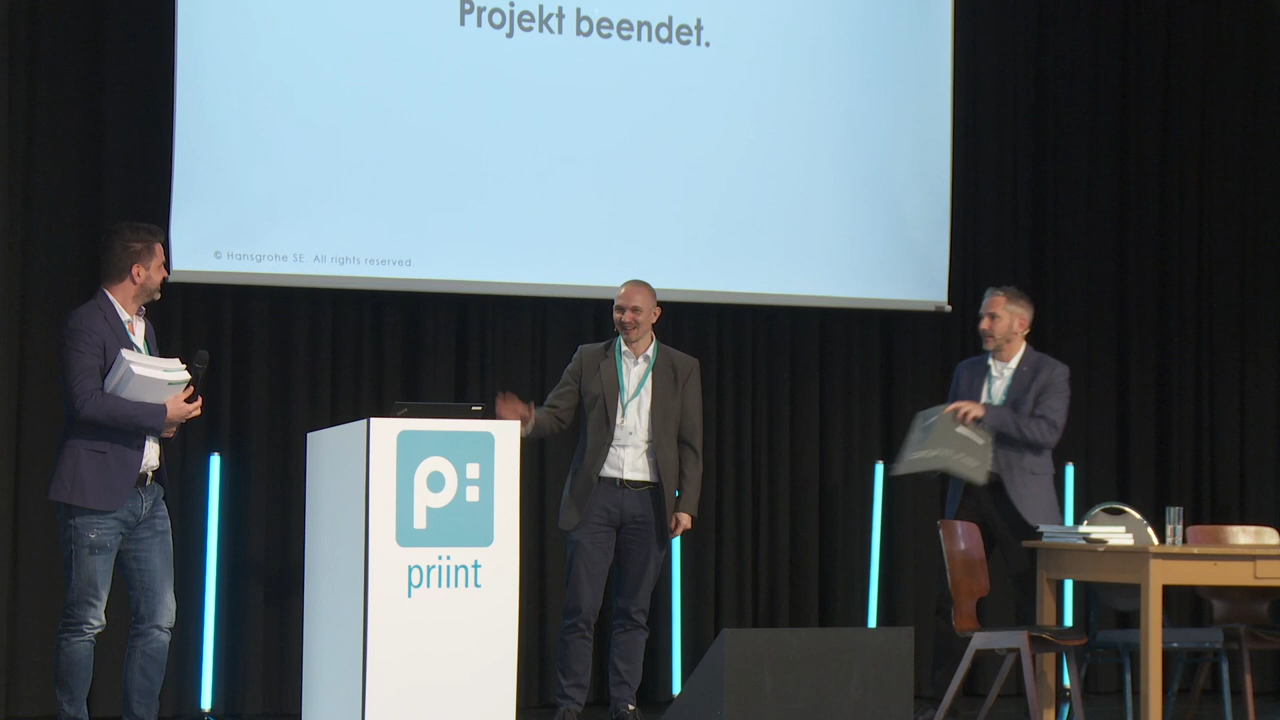 Projekt beendet.
© Hansgrohe SE. All rights reserved.
p:
priint